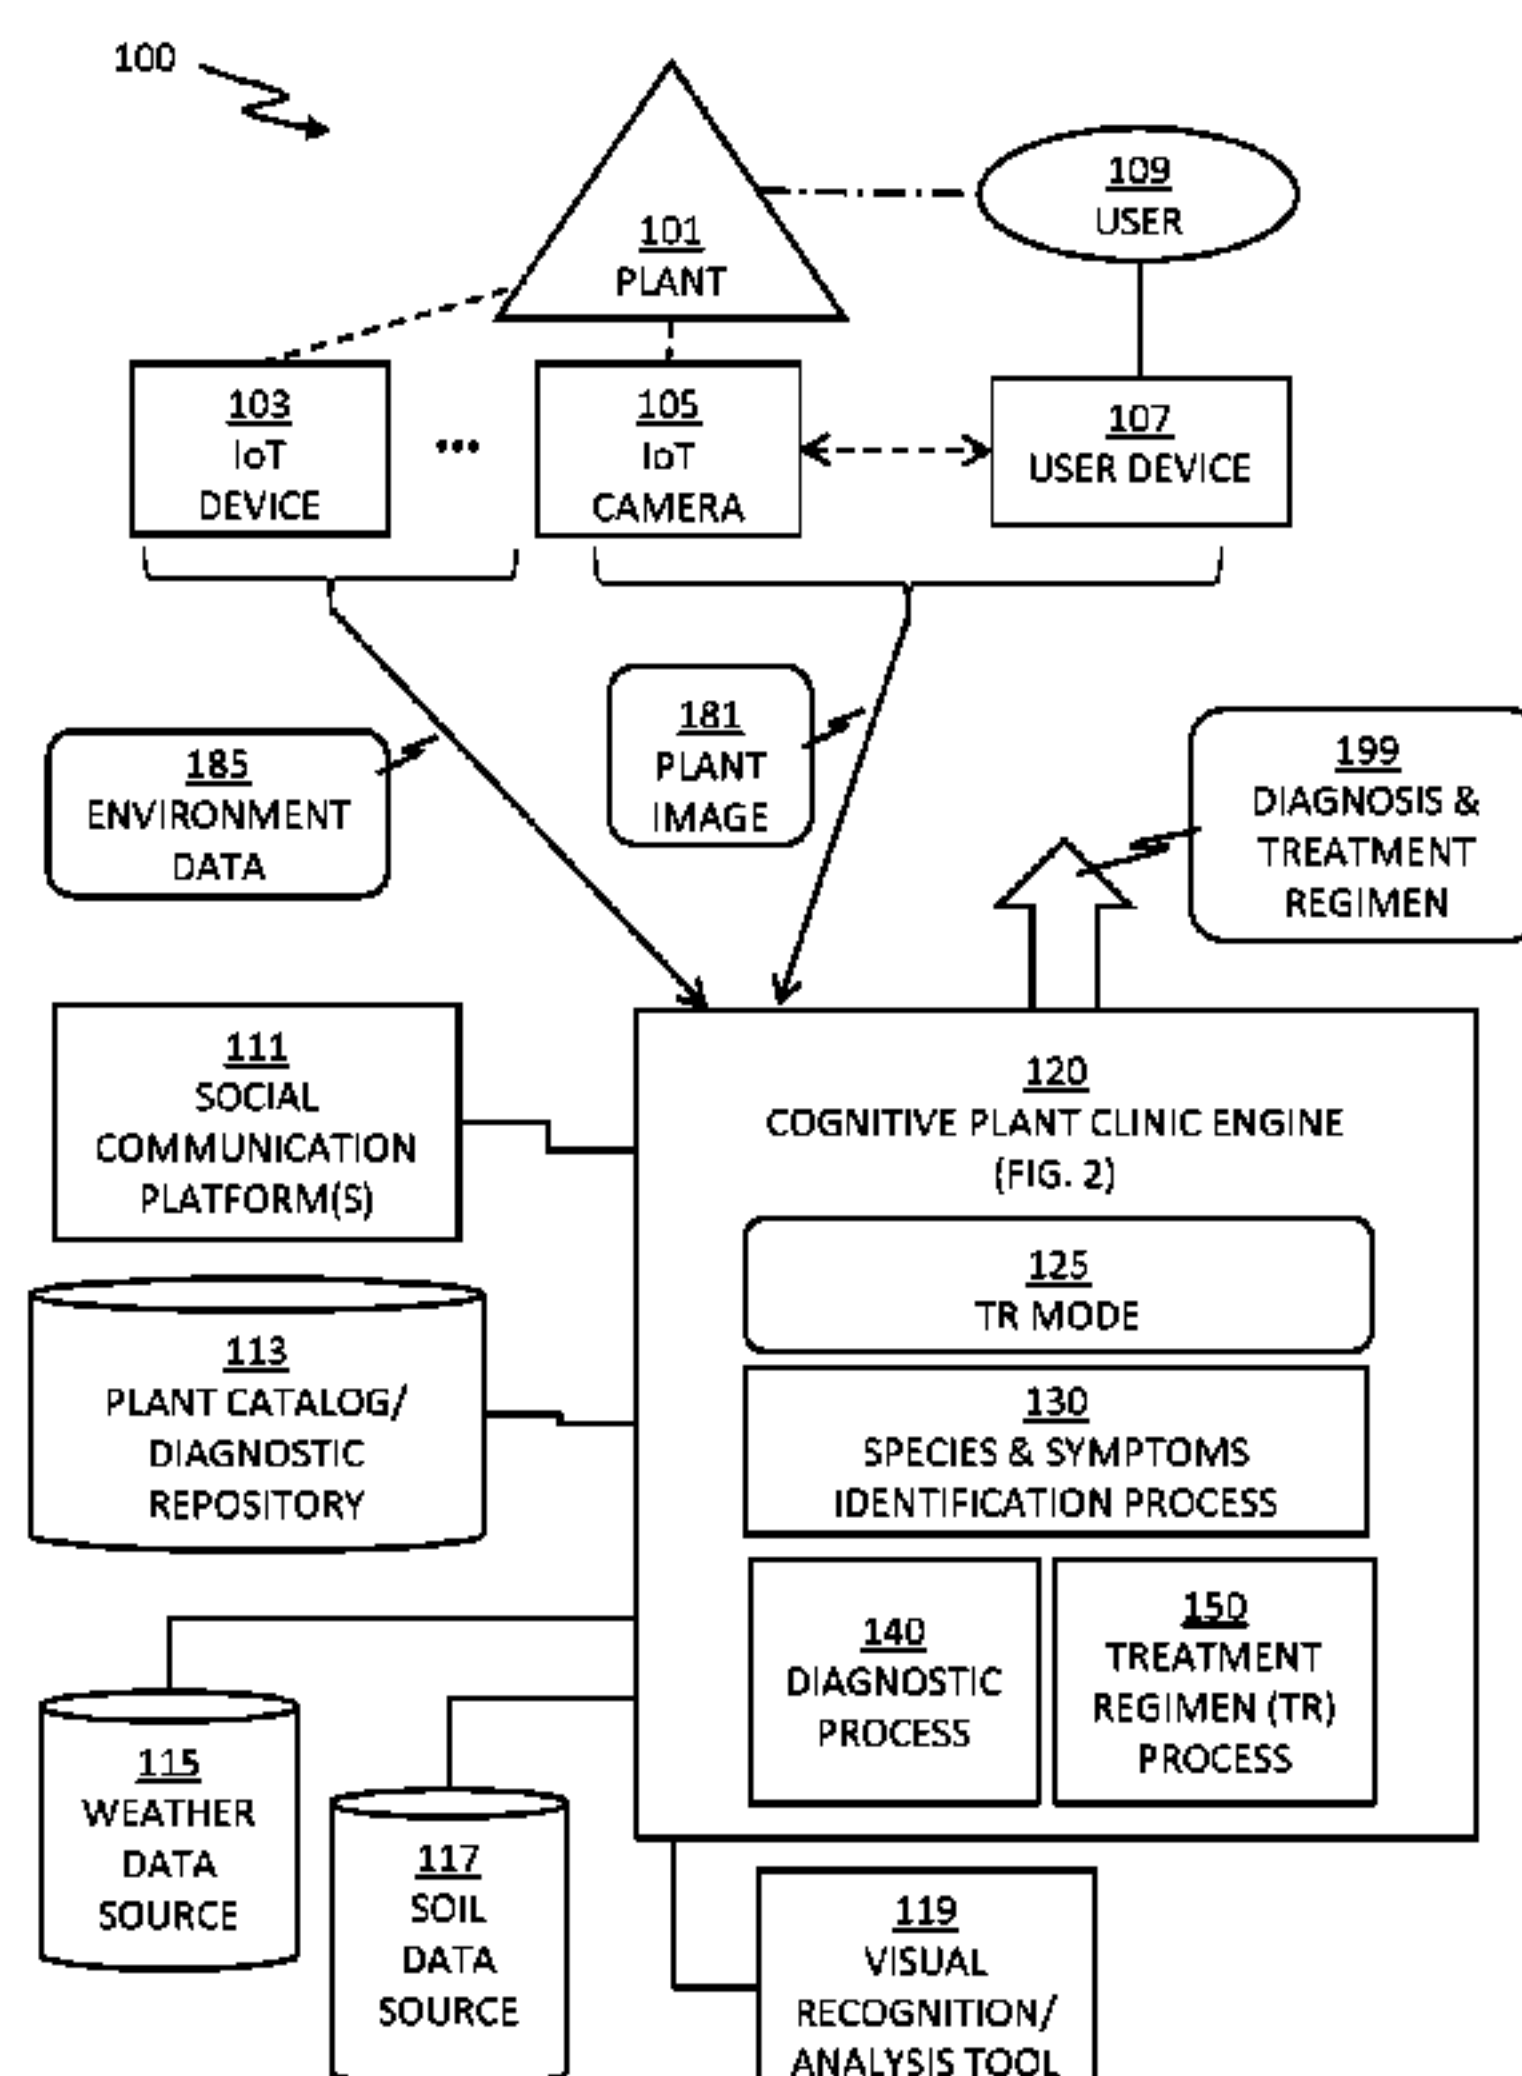 100
109
USER
101
PLANT
103
IoT
DEVICE
...
105
IoT
CAMERA
107
USER DEVICE
185
ENVIRONMENT
DATA
181
PLANT
IMAGE
199
DIAGNOSIS &
TREATMENT
REGIMEN
111
SOCIAL
COMMUNICATION
PLATFORM(S)
120
COGNITIVE PLANT CLINIC ENGINE
(FIG. 2)
125
TR MODE
113
PLANT CATALOG/
DIAGNOSTIC
REPOSITORY
130
SPECIES & SYMPTOMS
IDENTIFICATION PROCESS
140
DIAGNOSTIC
PROCESS
150
TREATMENT
REGIMEN (TR)
PROCESS
115
WEATHER
DATA
SOURCE
117
SOIL
DATA
SOURCE
119
VISUAL
RECOGNITION/
ANALYSIS TOOL